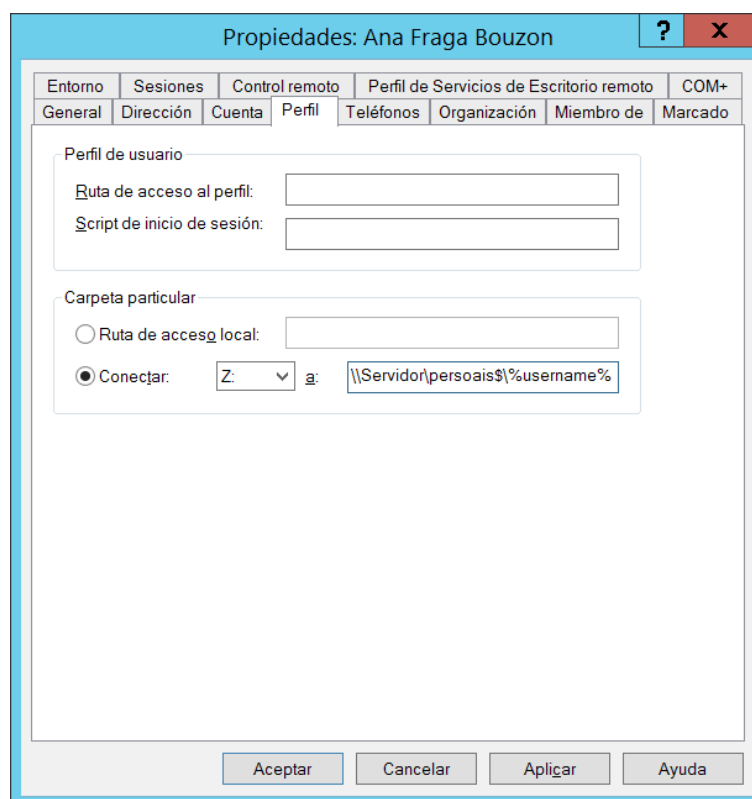 Propiedades: Ana Fraga Bouzon ? x
Entorno Sesiones Control remoto Perfil de Servicios de Escritorio remoto COM+
General Dirección Cuenta Perfil Teléfonos Organización Miembro de Marcado
Perfil de usuario
Ruta de acceso al perfil:
Script de inicio de sesión:
Carpeta particular
Ruta de acceso local:
Conectar: Z: a: \\Servidor\persoais$\%username%
Aceptar Cancelar Aplicar Ayuda